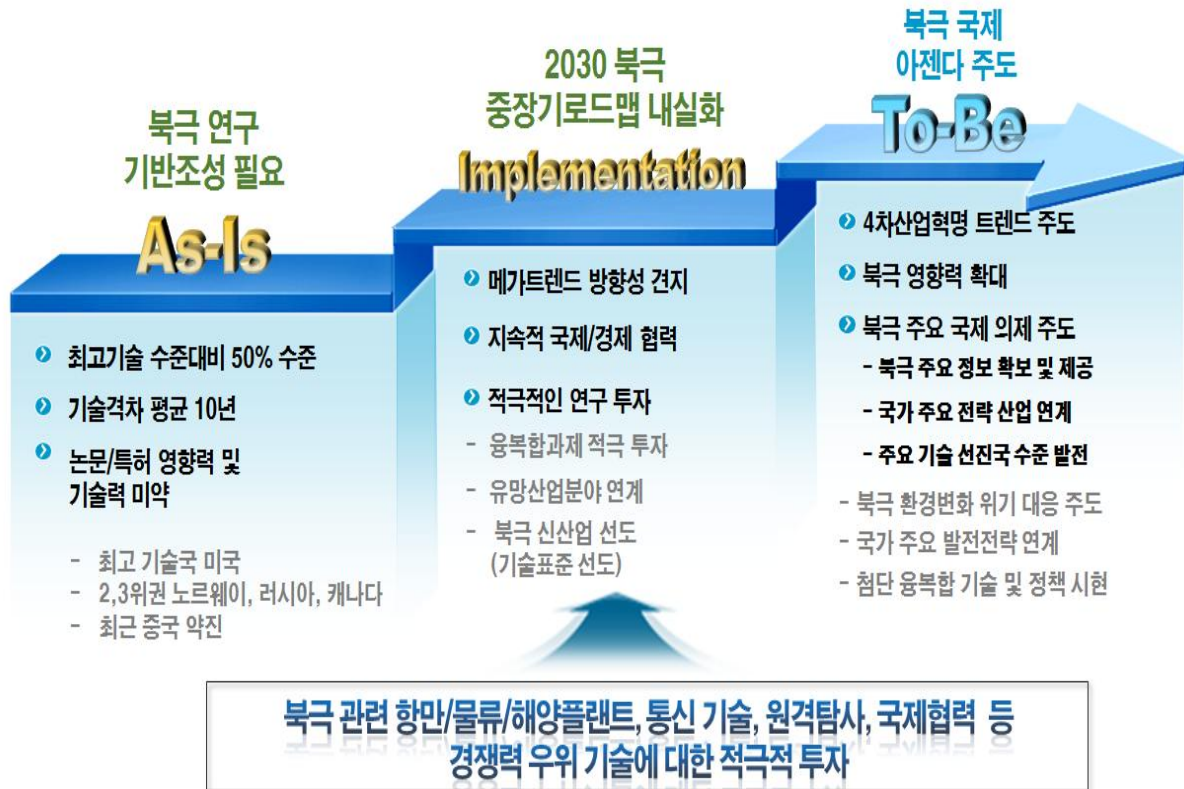 북극 연구
기반조성 필요
As-Is
최고기술 수준대비 50% 수준
기술격차 평균 10년
논문/특허 영향력 및
기술력 미약
- 최고 기술국 미국
- 2,3위권 노르웨이, 러시아, 캐나다
- 최근 중국 약진
2030 북극
중장기로드맵 내실화
Implementation
메가트렌드 방향성 견지
지속적 국제/경제 협력
적극적인 연구 투자
- 융복합과제 적극 투자
- 유망산업분야 연계
- 북극 신산업 선도
(기술표준 선도)
북극 국제
아젠다 주도
To-Be
4차산업혁명 트렌드 주도
북극 영향력 확대
북극 주요 국제 의제 주도
- 북극 주요 정보 확보 및 제공
- 국가 주요 전략 산업 연계
- 주요 기술 선진국 수준 발전
- 북극 환경변화 위기 대응 주도
- 국가 주요 발전전략 연계
- 첨단 융복합 기술 및 정책 시현
북극 관련 항만/물류/해양플랜트, 통신 기술, 원격탐사, 국제협력 등
경쟁력 우위 기술에 대한 적극적 투자